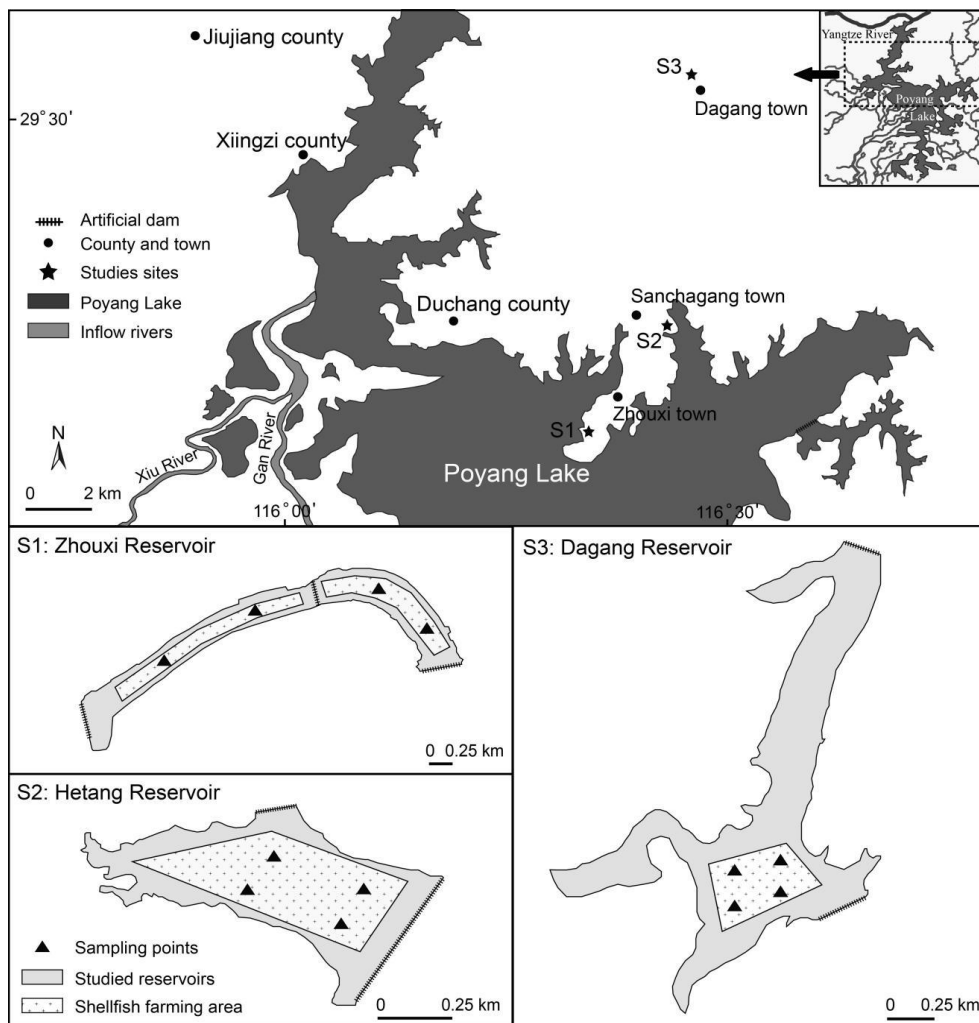 Jiujiang county
S3
Dagang town
Yangtze River
Poyang
Lake
29°30'
Xiingzi county
Artificial dam
County and town
Studies sites
Poyang Lake
Inflow rivers
Duchang county
Sanchagang town
S2
Zhouxi town
S1
N
0 2 km
Xiu River
Gan River
Poyang Lake
116°00'
116°30'
S1: Zhouxi Reservoir
0 0.25 km
S2: Hetang Reservoir
Sampling points
Studied reservoirs
Shellfish farming area
0 0.25 km
S3: Dagang Reservoir
0 0.25 km